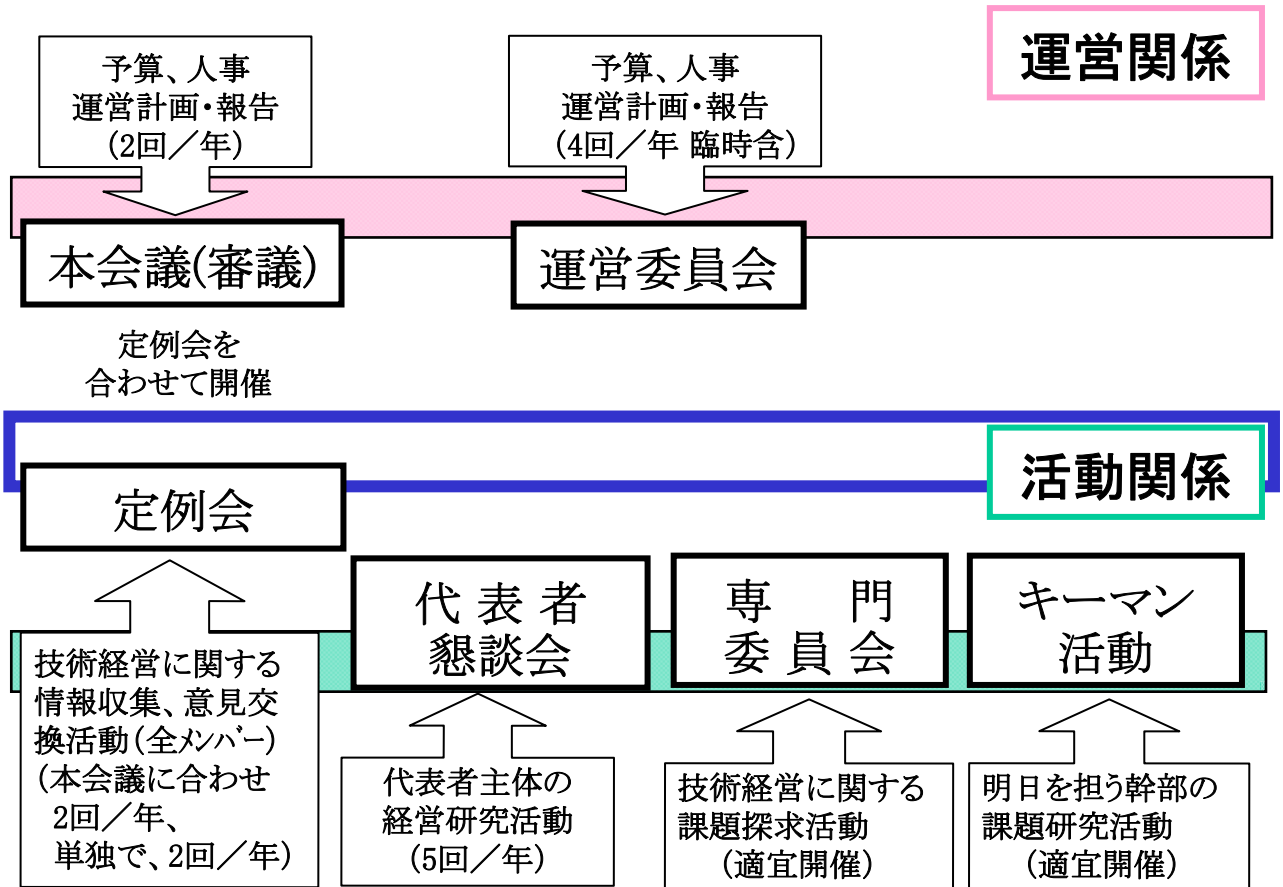 運営関係
予算、人事
運営計画・報告
(2回／年)
予算、人事
運営計画・報告
(4回／年 臨時含)
本会議(審議)
運営委員会
定例会を
合わせて開催
活動関係
定例会
代表者
懇談会
専門
委員会
キーマン
活動
技術経営に関する
情報収集、意見交
換活動(全メンバー)
(本会議に合わせ
2回／年、
単独で、2回／年)
代表者主体の
経営研究活動
(5回／年)
技術経営に関する
課題探求活動
(適宜開催)
明日を担う幹部の
課題研究活動
(適宜開催)